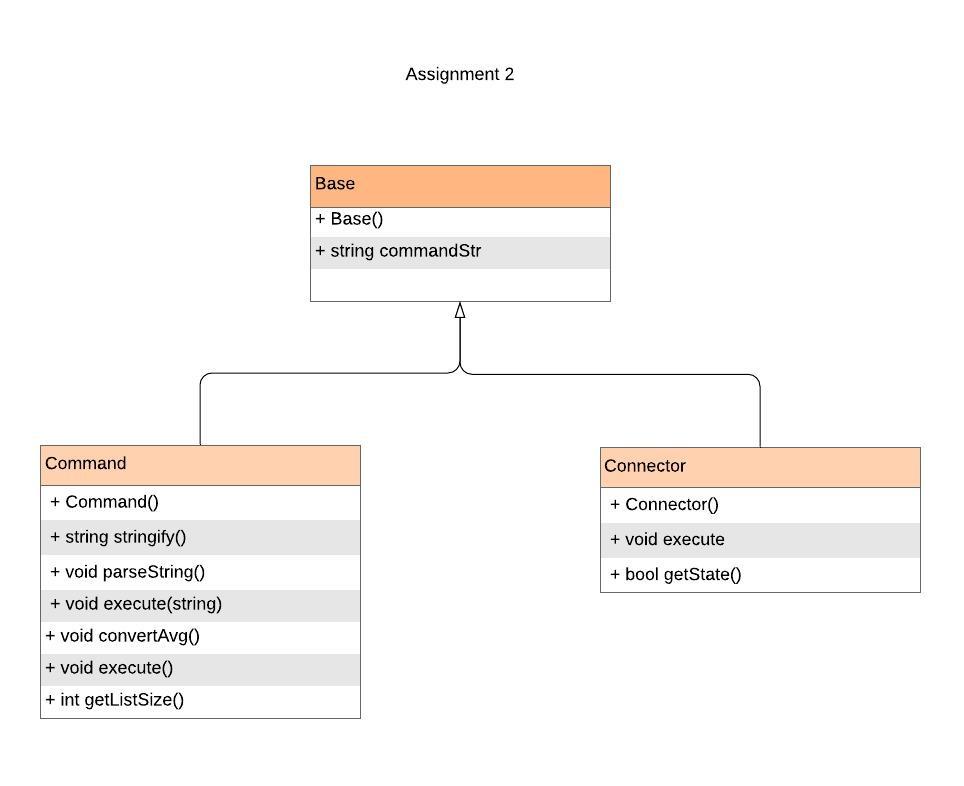 Assignment 2
Base
+ Base()
+ string commandStr
Command
+ Command()
+ string stringify()
+ void parseString()
+ void execute(string)
+ void convertAvg()
+ void execute()
+ int getListSize()
Connector
+ Connector()
+ void execute
+ bool getState()